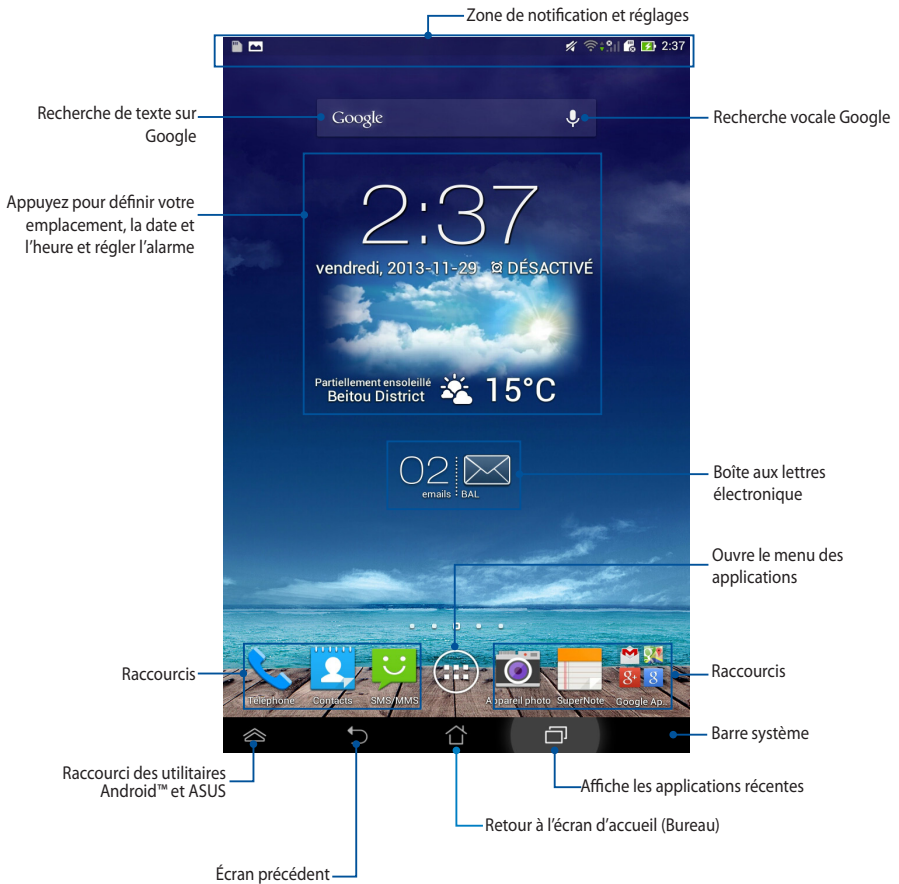 Zone de notification et réglages
2:37
Recherche de texte sur
Google
Google
Recherche vocale Google
Appuyez pour définir votre
emplacement, la date et
l'heure et régler l'alarme
2:37
vendredi, 2013-11-29 DÉSACTIVÉ
Partiellement ensoleillé
Beitou District
15°C
02
emails
BAL
Boîte aux lettres
électronique
Ouvre le menu des
applications
Raccourcis
Téléphone
Contacts
SMS/MMS
Appareil photo
SuperNote
Google Ap...
Raccourcis
Barre système
Raccourci des utilitaires
Android™ et ASUS
Affiche les applications récentes
Retour à l'écran d'accueil (Bureau)
Écran précédent